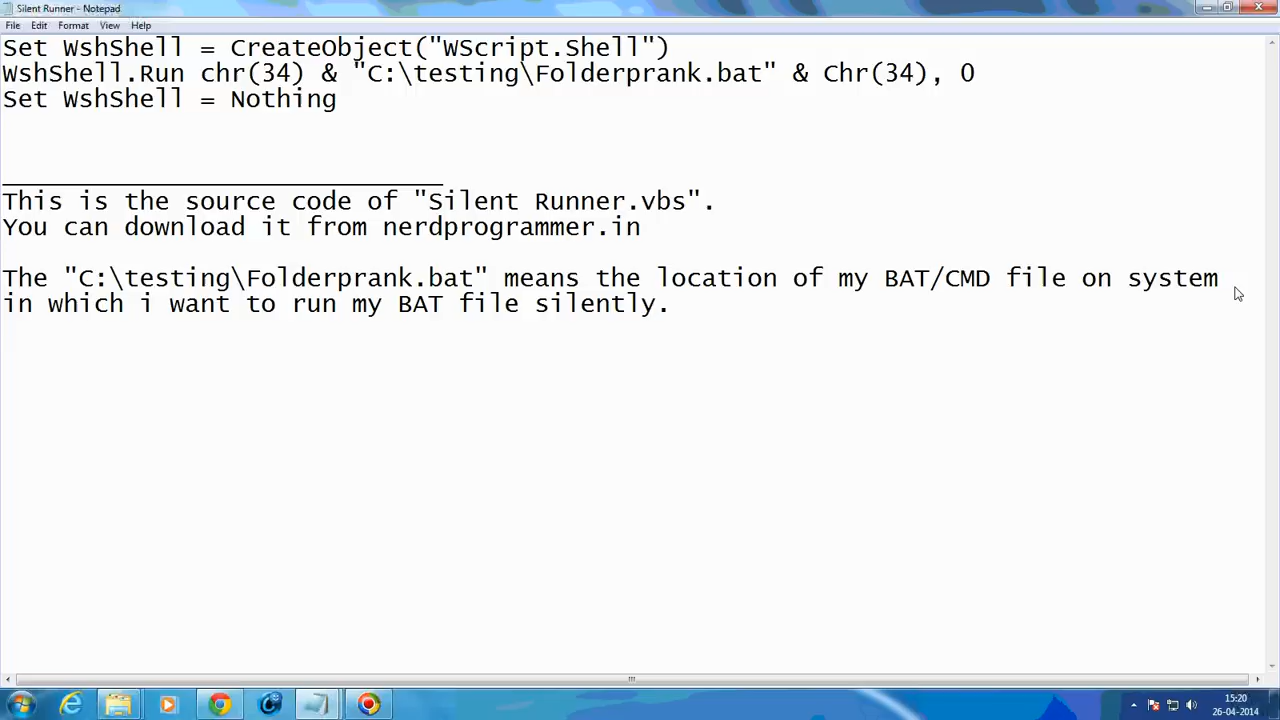 Silent Runner - Notepad
File Edit Format View Help
Set WshShell = CreateObject("WScript.Shell")
WshShell.Run chr(34) & "C:\testing\Folderprank.bat" & Chr(34), 0
Set WshShell = Nothing
This is the source code of "Silent Runner.vbs".
You can download it from nerdprogrammer.in
The "C:\testing\Folderprank.bat" means the location of my BAT/CMD file on system
in which i want to run my BAT file silently.
15:20
26-04-2014